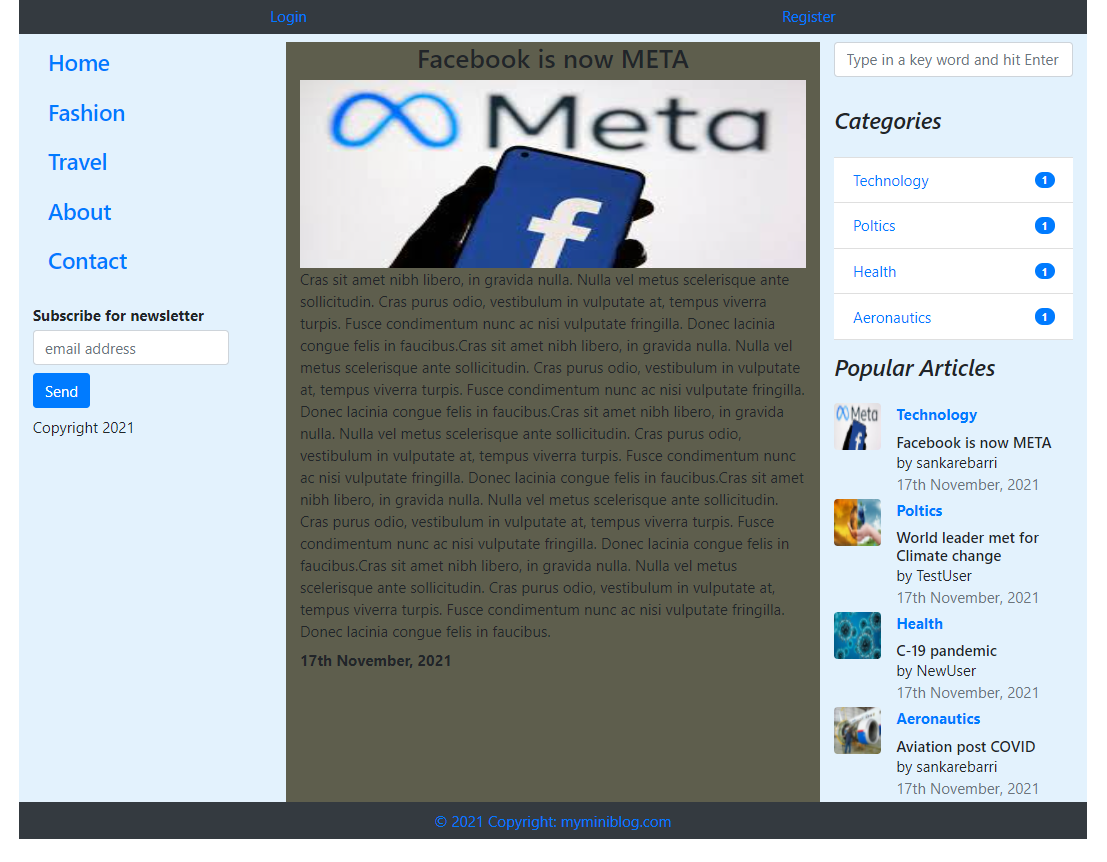 Login
Register
Home
Fashion
Travel
About
Contact
Subscribe for newsletter
email address
Send
Copyright 2021
Facebook is now META
Meta
f
Cras sit amet nibh libero, in gravida nulla. Nulla vel metus scelerisque ante
sollicitudin. Cras purus odio, vestibulum in vulputate at, tempus viverra
turpis. Fusce condimentum nunc ac nisi vulputate fringilla. Donec lacinia
congue felis in faucibus.Cras sit amet nibh libero, in gravida nulla. Nulla vel
metus scelerisque ante sollicitudin. Cras purus odio, vestibulum in vulputate
at, tempus viverra turpis. Fusce condimentum nunc ac nisi vulputate fringilla.
Donec lacinia congue felis in faucibus.Cras sit amet nibh libero, in gravida
nulla. Nulla vel metus scelerisque ante sollicitudin. Cras purus odio,
vestibulum in vulputate at, tempus viverra turpis. Fusce condimentum nunc
ac nisi vulputate fringilla. Donec lacinia congue felis in faucibus.Cras sit amet
nibh libero, in gravida nulla. Nulla vel metus scelerisque ante sollicitudin.
Cras purus odio, vestibulum in vulputate at, tempus viverra turpis. Fusce
condimentum nunc ac nisi vulputate fringilla. Donec lacinia congue felis in
faucibus.Cras sit amet nibh libero, in gravida nulla. Nulla vel metus
scelerisque ante sollicitudin. Cras purus odio, vestibulum in vulputate at,
tempus viverra turpis. Fusce condimentum nunc ac nisi vulputate fringilla.
Donec lacinia congue felis in faucibus.
17th November, 2021
Type in a key word and hit Enter
Categories
Technology 1
Poltics 1
Health 1
Aeronautics 1
Popular Articles
Meta
Technology
Facebook is now META
by sankarebarri
17th November, 2021
Poltics
World leader met for
Climate change
by TestUser
17th November, 2021
Health
C-19 pandemic
by NewUser
17th November, 2021
Aeronautics
Aviation post COVID
by sankarebarri
17th November, 2021
© 2021 Copyright: myminiblog.com